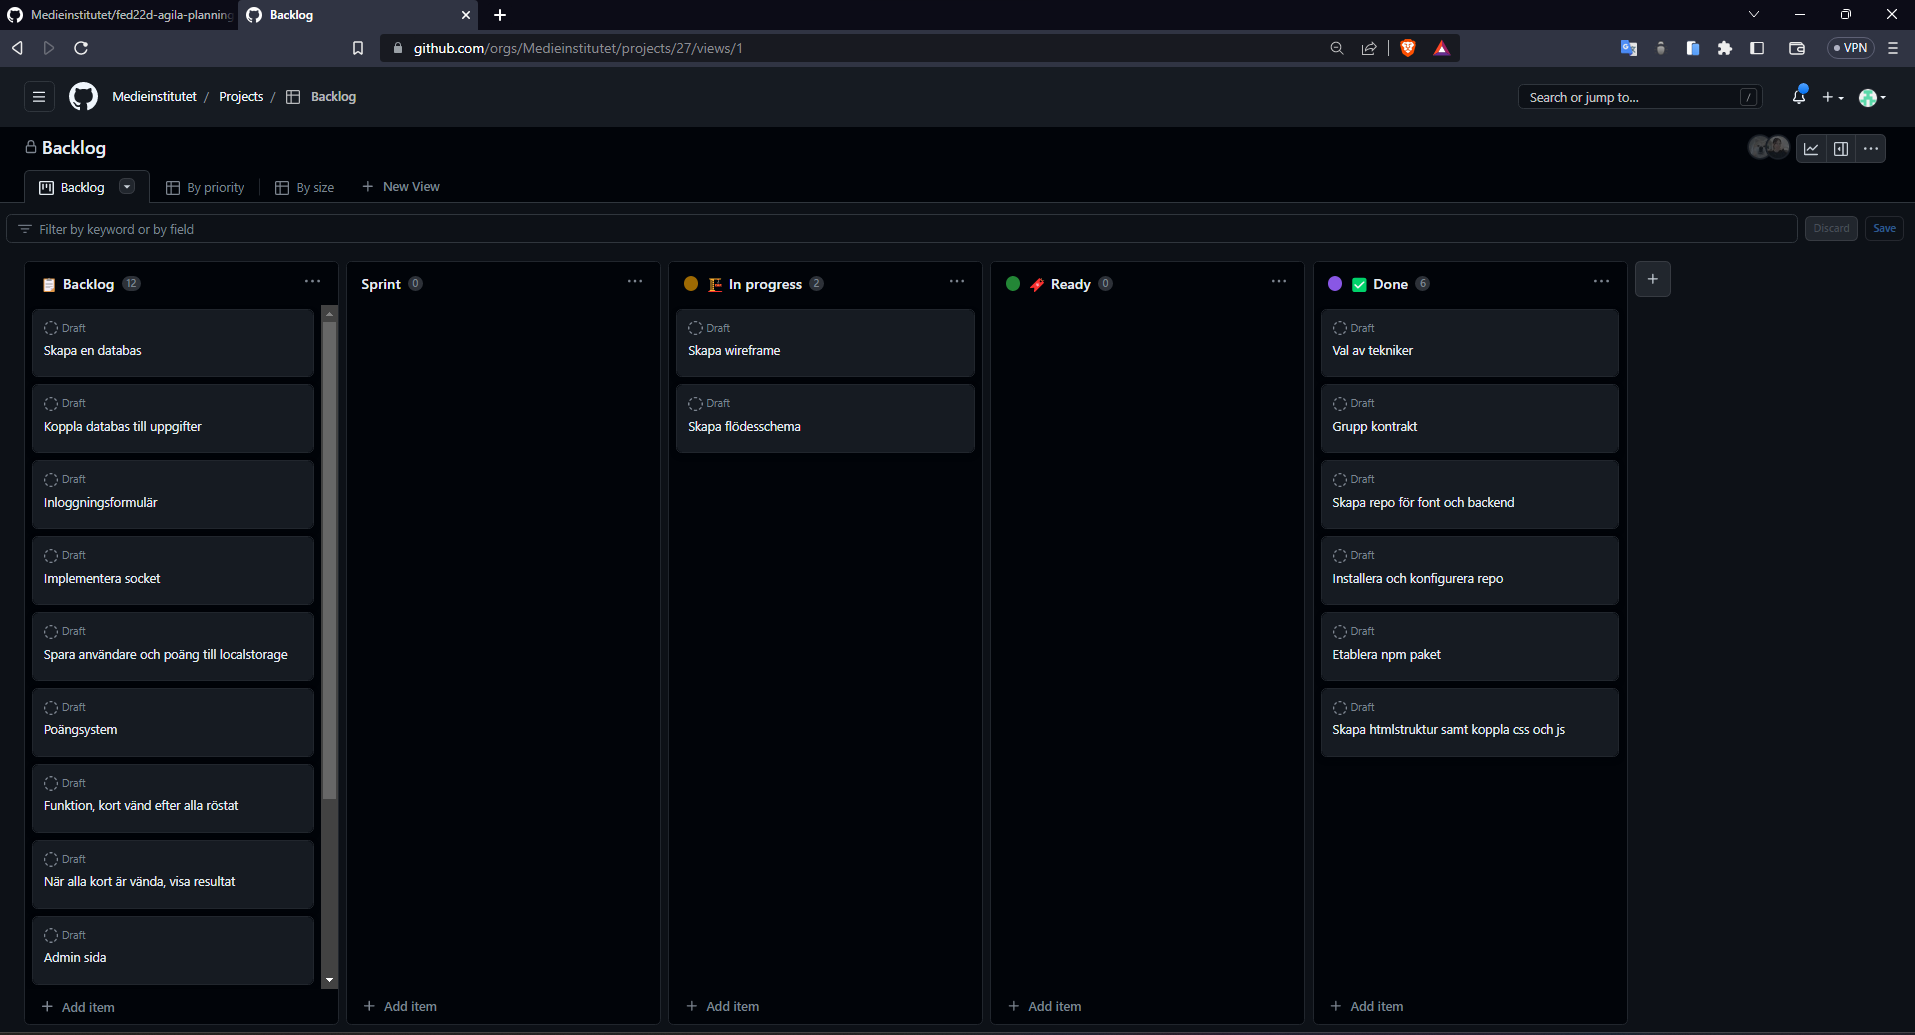 Medieinstitutet/fed22d-agila-planning
Backlog
github.com/orgs/Medieinstitutet/projects/27/views/1
VPN
Medieinstitutet / Projects / Backlog
Search or jump to...
/
Backlog
Backlog
By priority
By size
New View
Filter by keyword or by field
Discard
Save
Backlog 12
Draft
Skapa en databas
Draft
Koppla databas till uppgifter
Draft
Inloggningsformulär
Draft
Implementera socket
Draft
Spara användare och poäng till localstorage
Draft
Poängsystem
Draft
Funktion, kort vänd efter alla röstat
Draft
När alla kort är vända, visa resultat
Draft
Admin sida
+ Add item
Sprint 0
+ Add item
In progress 2
Draft
Skapa wireframe
Draft
Skapa flödesschema
+ Add item
Ready 0
+ Add item
Done 6
Draft
Val av tekniker
Draft
Grupp kontrakt
Draft
Skapa repo för font och backend
Draft
Installera och konfigurera repo
Draft
Etablera npm paket
Draft
Skapa htmlstruktur samt koppla css och js
+ Add item